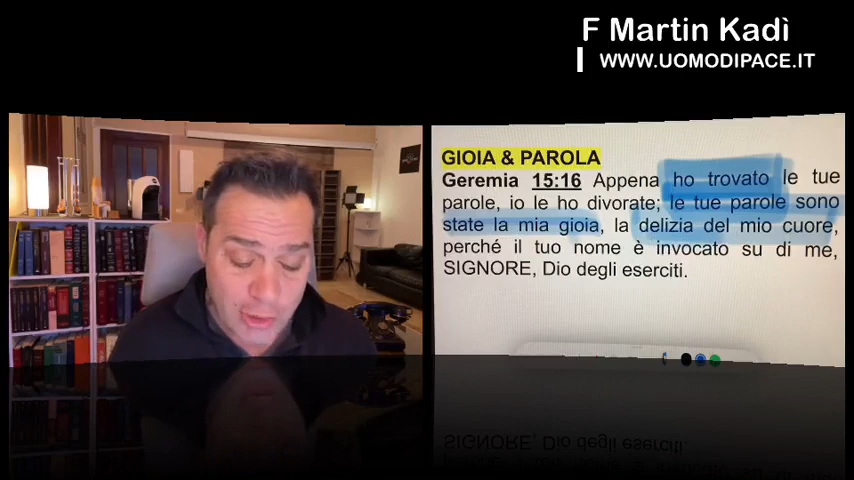 F Martin Kadì
WWW.UOMODIPACE.IT
GIOIA & PAROLA
Geremia 15:16 Appena ho trovato le tue
parole, io le ho divorate; le tue parole sono
state la mia gioia, la delizia del mio cuore,
perché il tuo nome è invocato su di me,
SIGNORE, Dio degli eserciti.